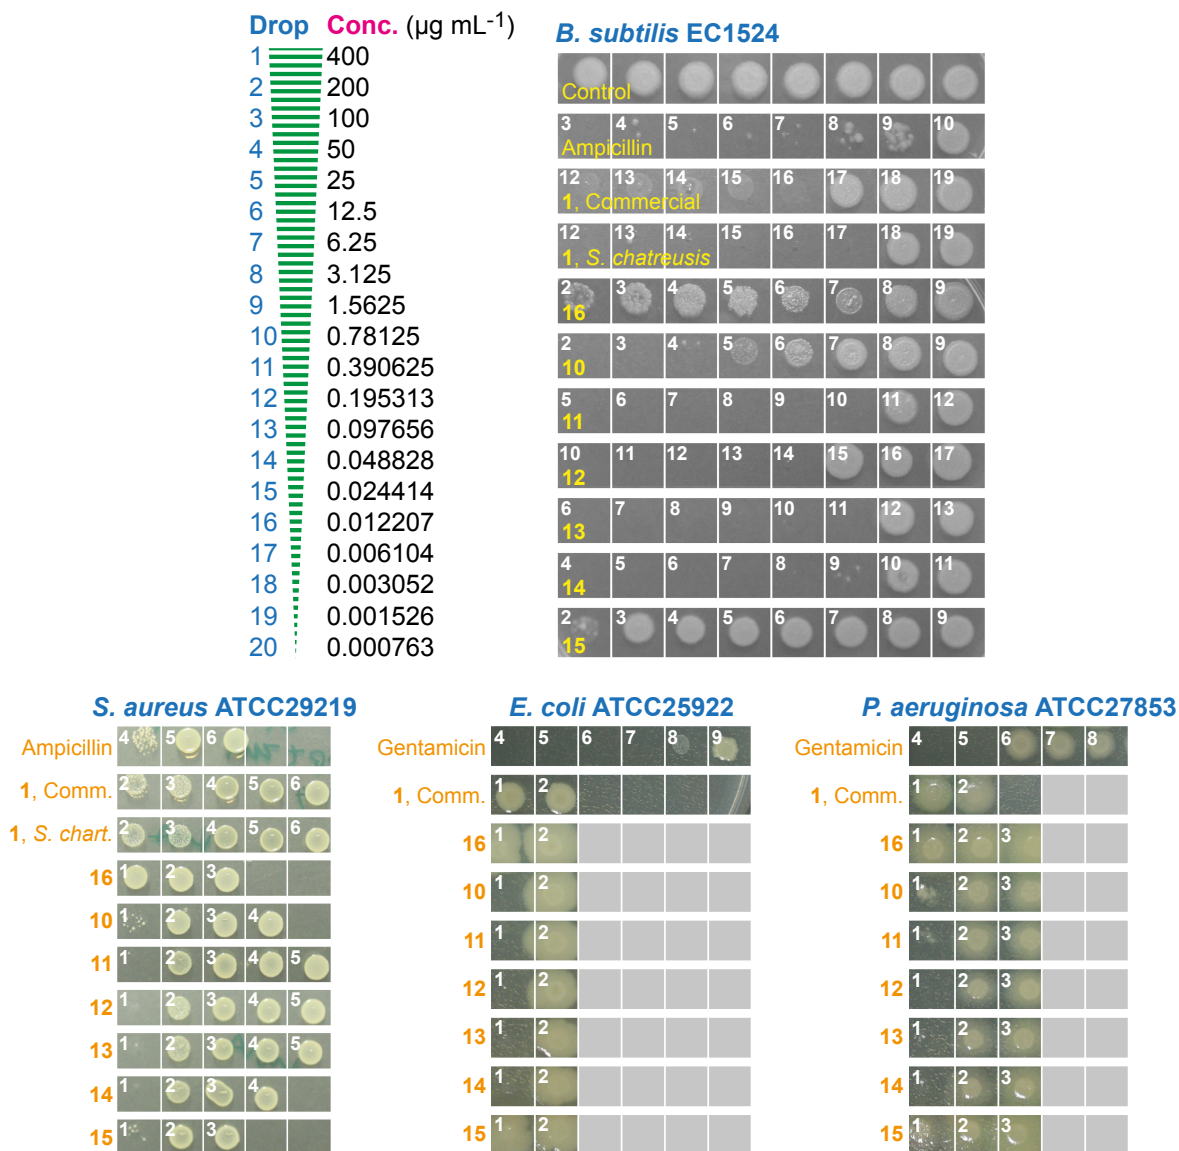 Drop Conc. (µg mL-1)
1 400
2 200
3 100
4 50
5 25
6 12.5
7 6.25
8 3.125
9 1.5625
10 0.78125
11 0.390625
12 0.195313
13 0.097656
14 0.048828
15 0.024414
16 0.012207
17 0.006104
18 0.003052
19 0.001526
20 0.000763
B. subtilis EC1524
Control
3 4 5 6 7 8 9 10
Ampicillin
12 13 14 15 16 17 18 19
1, Commercial
12 13 14 15 16 17 18 19
1, S. chatreusis
2 3 4 5 6 7 8 9
16
2 3 4 5 6 7 8 9
10
5 6 7 8 9 10 11 12
11
10 11 12 13 14 15 16 17
12
6 7 8 9 10 11 12 13
13
4 5 6 7 8 9 10 11
14
2 3 4 5 6 7 8 9
15
S. aureus ATCC29219
Ampicillin 4 5 6
1, Comm. 2 3 4 5 6
1, S. chart. 2 3 4 5 6
16 1 2 3
10 1 2 3 4
11 1 2 3 4 5
12 1 2 3 4 5
13 1 2 3 4 5
14 1 2 3 4
15 1 2 3
E. coli ATCC25922
Gentamicin 4 5 6 7 8 9
1, Comm. 1 2
16 1 2
10 1 2
11 1 2
12 1 2
13 1 2
14 1 2
15 1 2
P. aeruginosa ATCC27853
Gentamicin 4 5 6 7 8
1, Comm. 1 2
16 1 2 3
10 1 2 3
11 1 2 3
12 1 2 3
13 1 2 3
14 1 2 3
15 1 2 3